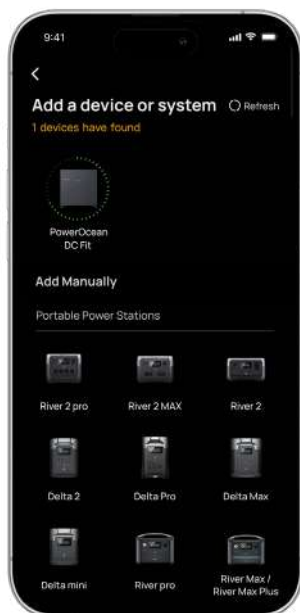 9:41
Add a device or system
Refresh
1 devices have found
PowerOcean
DC Fit
Add Manually
Portable Power Stations
River 2 pro
River 2 MAX
River 2
Delta 2
Delta Pro
Delta Max
Delta mini
River pro
River Max /
River Max Plus